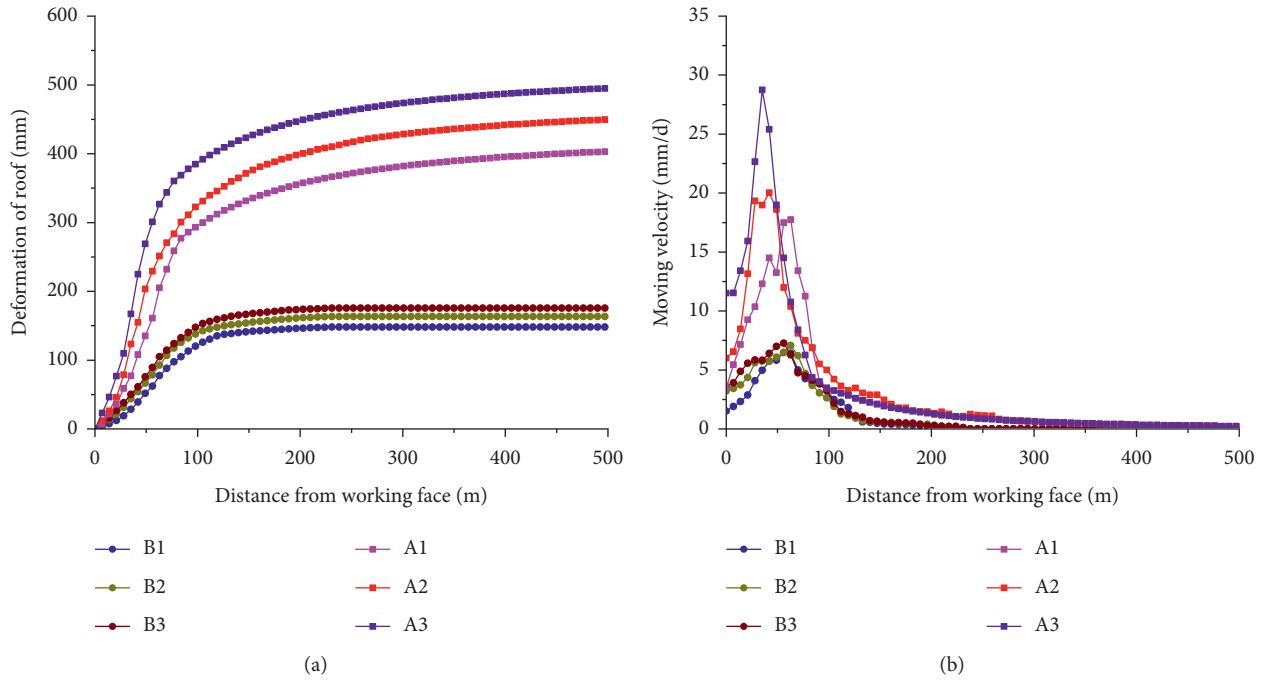 600
500
400
300
200
100
0
Deformation of roof (mm)
0 100 200 300 400 500
Distance from working face (m)
B1 A1
B2 A2
B3 A3
(a)
35
30
25
20
15
10
5
0
Moving velocity (mm/d)
0 100 200 300 400 500
Distance from working face (m)
B1 A1
B2 A2
B3 A3
(b)